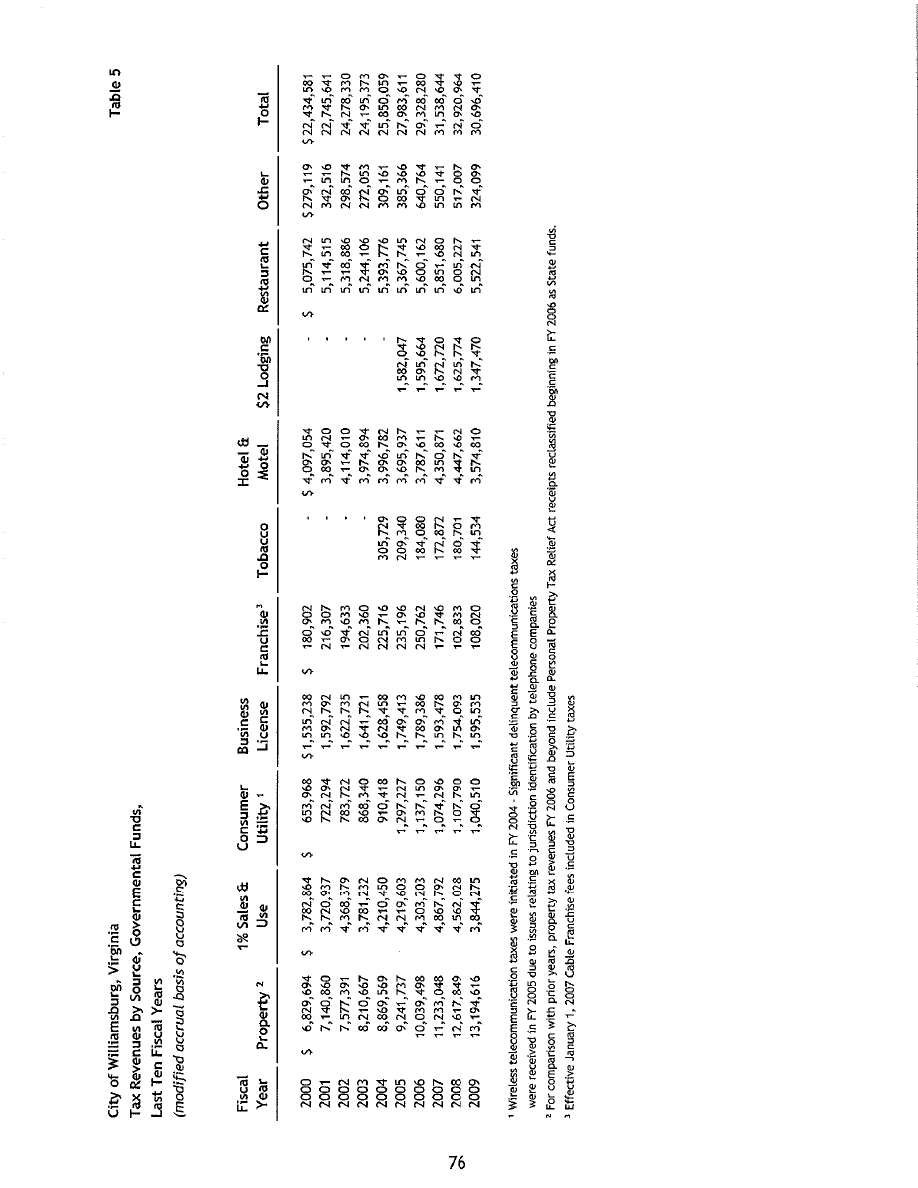 City of Williamsburg, Virginia Table 5
Tax Revenues by Source, Governmental Funds,
Last Ten Fiscal Years
(modified accrual basis of accounting)
Fiscal 1% Sales & Consumer Business Hotel &
Year Property ² Use Utility ¹ License Franchise³ Tobacco Motel $2 Lodging Restaurant Other Total
2000 $ 6,829,694 $ 3,782,864 $ 653,968 $ 1,535,238 $ 180,902 - $ 4,097,054 - $ 5,075,742 $ 279,119 $ 22,434,581
2001 7,140,860 3,720,937 722,294 1,592,792 216,307 - 3,895,420 - 5,114,515 342,516 22,745,641
2002 7,577,391 4,368,379 783,722 1,622,735 194,633 - 4,114,010 - 5,318,886 298,574 24,278,330
2003 8,210,667 3,781,232 868,340 1,641,721 202,360 - 3,974,894 - 5,244,106 272,053 24,195,373
2004 8,869,569 4,210,450 910,418 1,628,458 225,716 305,729 3,996,782 - 5,393,776 309,161 25,850,059
2005 9,241,737 4,219,603 1,297,227 1,749,413 235,196 209,340 3,695,937 1,582,047 5,367,745 385,366 27,983,611
2006 10,039,498 4,303,203 1,137,150 1,789,386 250,762 184,080 3,787,611 1,595,664 5,600,162 640,764 29,328,280
2007 11,233,048 4,867,792 1,074,296 1,593,478 171,746 172,872 4,350,871 1,672,720 5,851,680 550,141 31,538,644
2008 12,617,849 4,562,028 1,107,790 1,754,093 102,833 180,701 4,447,662 1,625,774 6,005,227 517,007 32,920,964
2009 13,194,616 3,844,275 1,040,510 1,595,535 108,020 144,534 3,574,810 1,347,470 5,522,541 324,099 30,696,410
¹ Wireless telecommunication taxes were initiated in FY 2004 - Significant delinquent telecommunications taxes
were received in FY 2005 due to issues relating to jurisdiction identification by telephone companies
² For comparison with prior years, property tax revenues FY 2006 and beyond include Personal Property Tax Relief Act receipts reclassified beginning in FY 2006 as State funds.
³ Effective January 1, 2007 Cable Franchise fees included in Consumer Utility taxes
76